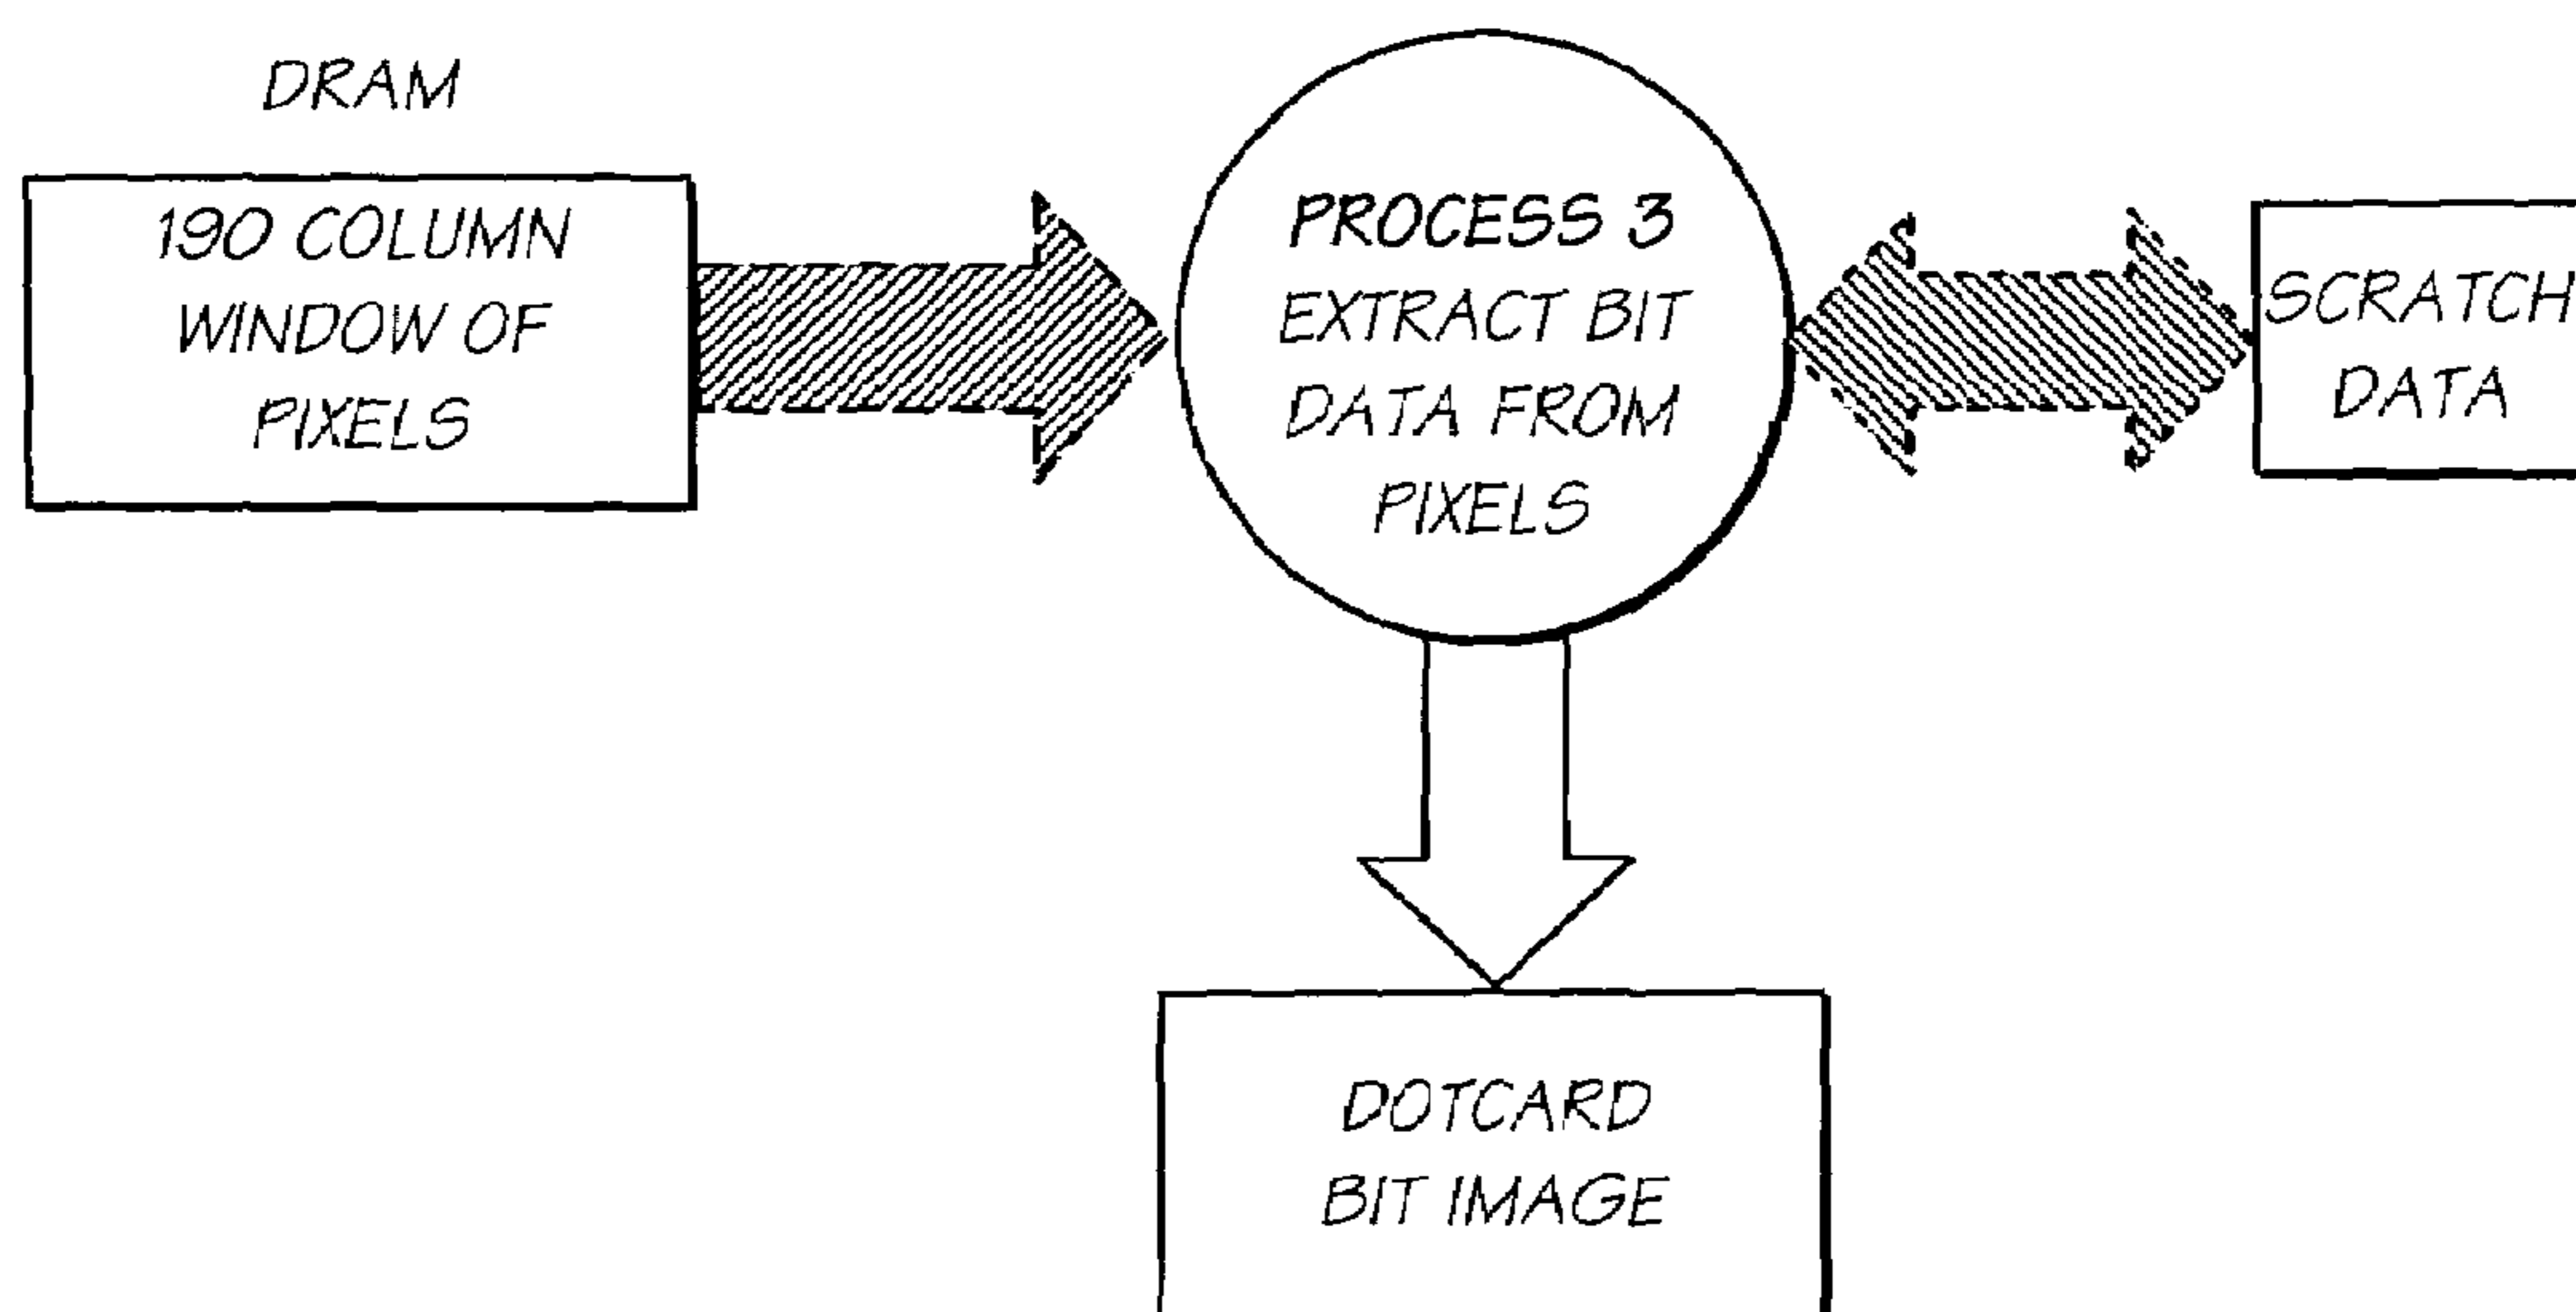 DRAM
190 COLUMN
WINDOW OF
PIXELS
PROCESS 3
EXTRACT BIT
DATA FROM
PIXELS
SCRATCH
DATA
DOTCARD
BIT IMAGE